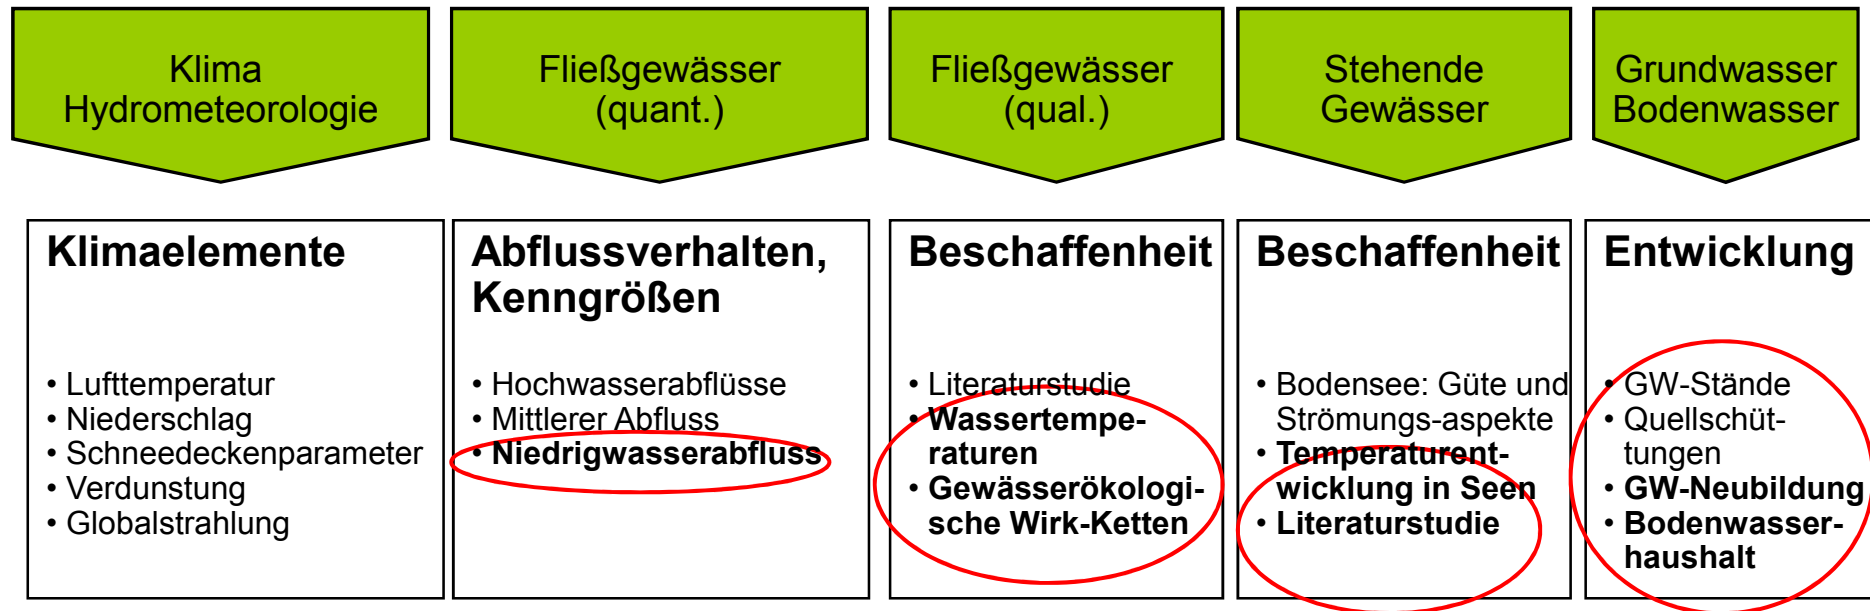 Klima
Hydrometeorologie
Fließgewässer
(quant.)
Fließgewässer
(qual.)
Stehende
Gewässer
Grundwasser
Bodenwasser
Klimaelemente
• Lufttemperatur
• Niederschlag
• Schneedeckenparameter
• Verdunstung
• Globalstrahlung
Abflussverhalten,
Kenngrößen
• Hochwasserabflüsse
• Mittlerer Abfluss
• Niedrigwasserabfluss
Beschaffenheit
• Literaturstudie
• Wassertempe-
raturen
• Gewässerökologi-
sche Wirk-Ketten
Beschaffenheit
• Bodensee: Güte und
Strömungs-aspekte
• Temperaturent-
wicklung in Seen
• Literaturstudie
Entwicklung
• GW-Stände
• Quellschüt-
tungen
• GW-Neubildung
• Bodenwasser-
haushalt